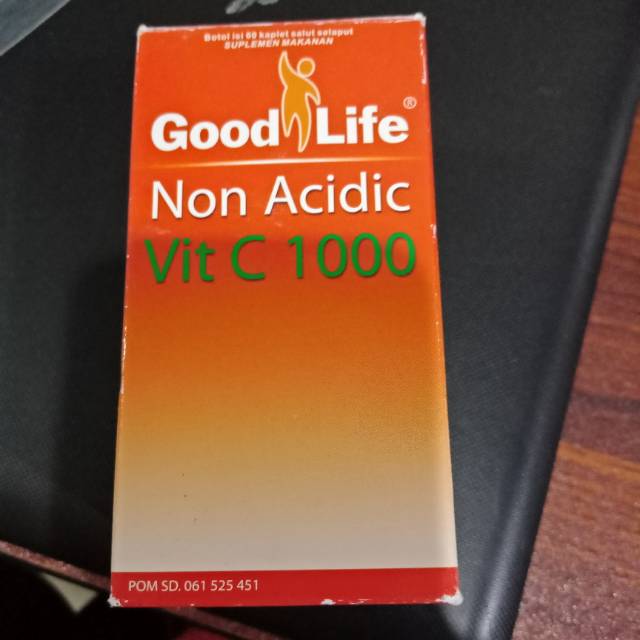 Botol isi 60 kaplet salut selaput
SUPLEMEN MAKANAN
Good Life®
Non Acidic
Vit C 1000
POM SD. 061 525 451